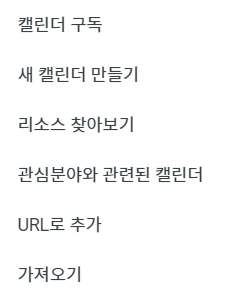 캘린더 구독
새 캘린더 만들기
리소스 찾아보기
관심분야와 관련된 캘린더
URL로 추가
가져오기